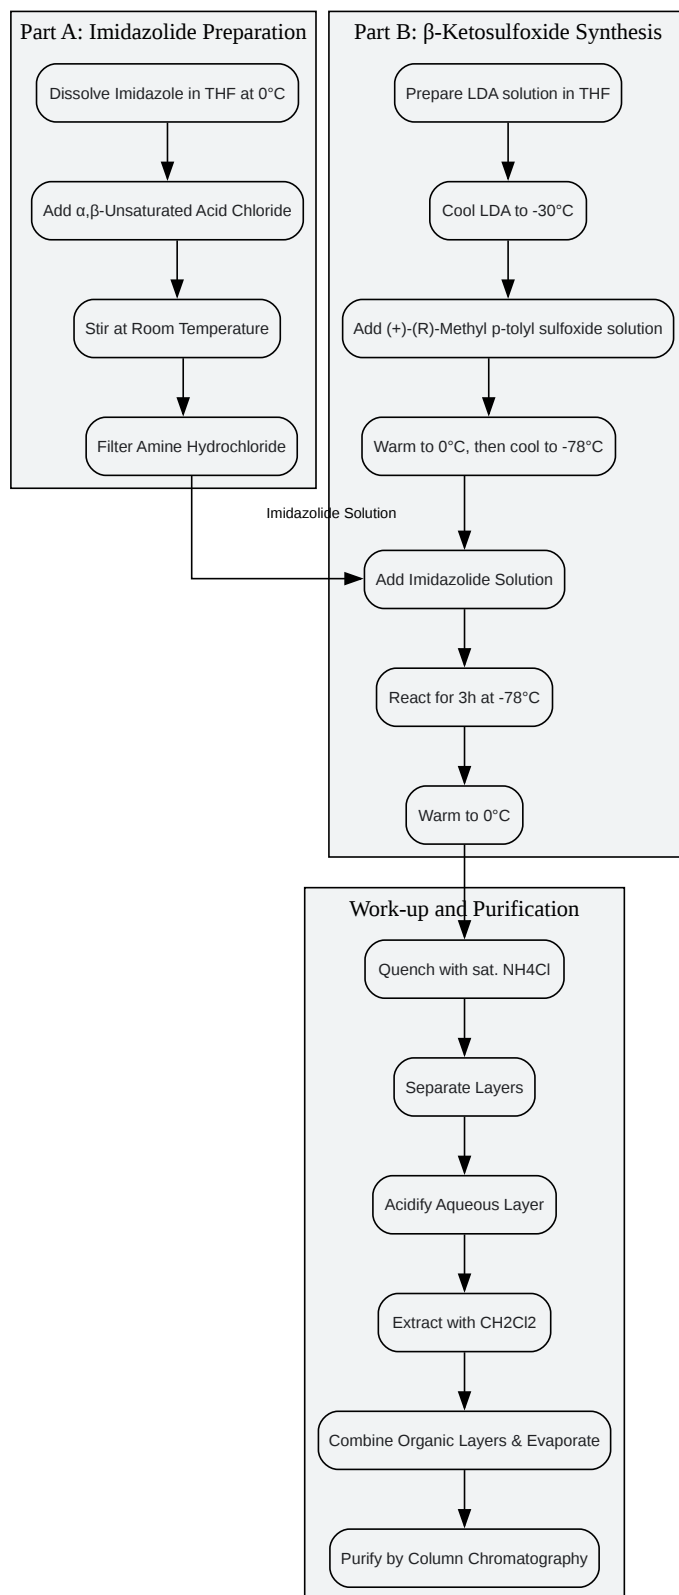 Part A: Imidazolide Preparation
Dissolve Imidazole in THF at 0°C
Add α,β-Unsaturated Acid Chloride
Stir at Room Temperature
Filter Amine Hydrochloride
Imidazolide Solution
Part B: β-Ketosulfoxide Synthesis
Prepare LDA solution in THF
Cool LDA to -30°C
Add (+)-(R)-Methyl p-tolyl sulfoxide solution
Warm to 0°C, then cool to -78°C
Add Imidazolide Solution
React for 3h at -78°C
Warm to 0°C
Work-up and Purification
Quench with sat. NH4Cl
Separate Layers
Acidify Aqueous Layer
Extract with CH2Cl2
Combine Organic Layers & Evaporate
Purify by Column Chromatography